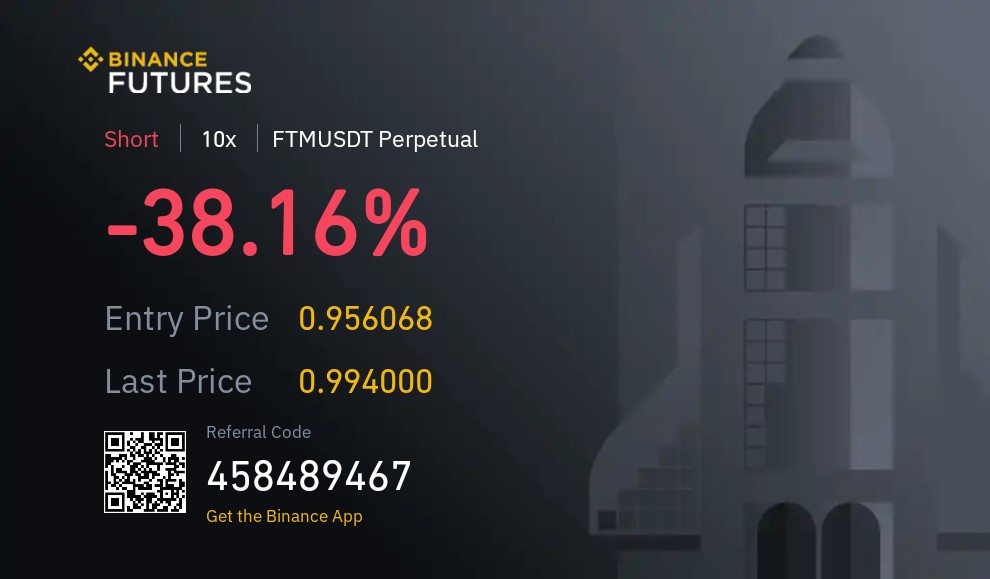 BINANCE
FUTURES
Short 10x FTMUSDT Perpetual
-38.16%
Entry Price 0.956068
Last Price 0.994000
Referral Code
458489467
Get the Binance App